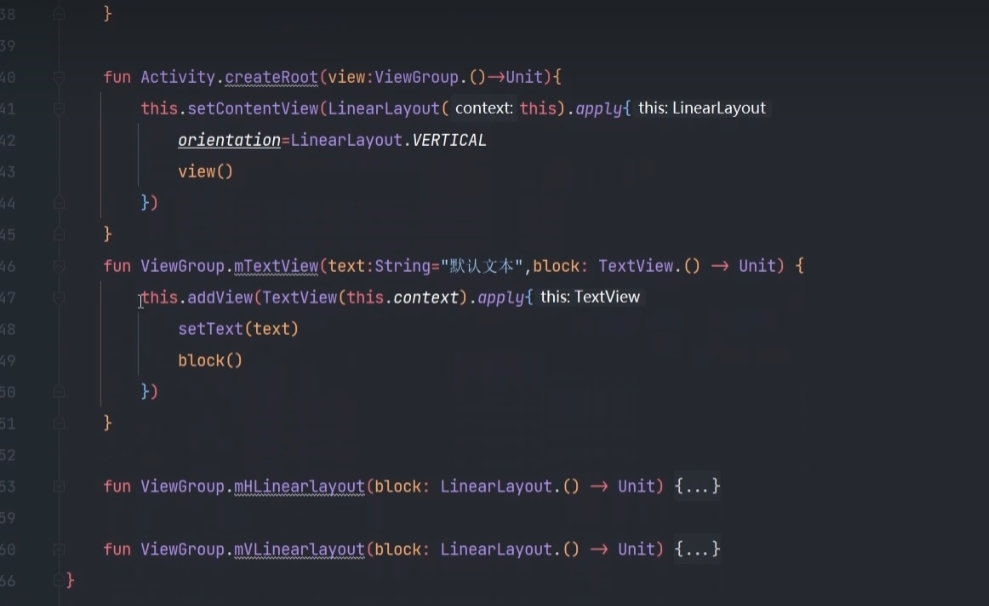 38 }
39
40 fun Activity.createRoot(view:ViewGroup.()→Unit){
41 this.setContentView(LinearLayout( context: this).apply{ this: LinearLayout
42 orientation=LinearLayout.VERTICAL
43 view()
44 })
45 }
46 fun ViewGroup.mTextView(text:String="默认文本",block: TextView.() → Unit) {
47 this.addView(TextView(this.context).apply{ this: TextView
48 setText(text)
49 block()
50 })
51 }
52
53 fun ViewGroup.mHLinearlayout(block: LinearLayout.() → Unit) {...}
59
60 fun ViewGroup.mVLinearlayout(block: LinearLayout.() → Unit) {...}
66 }